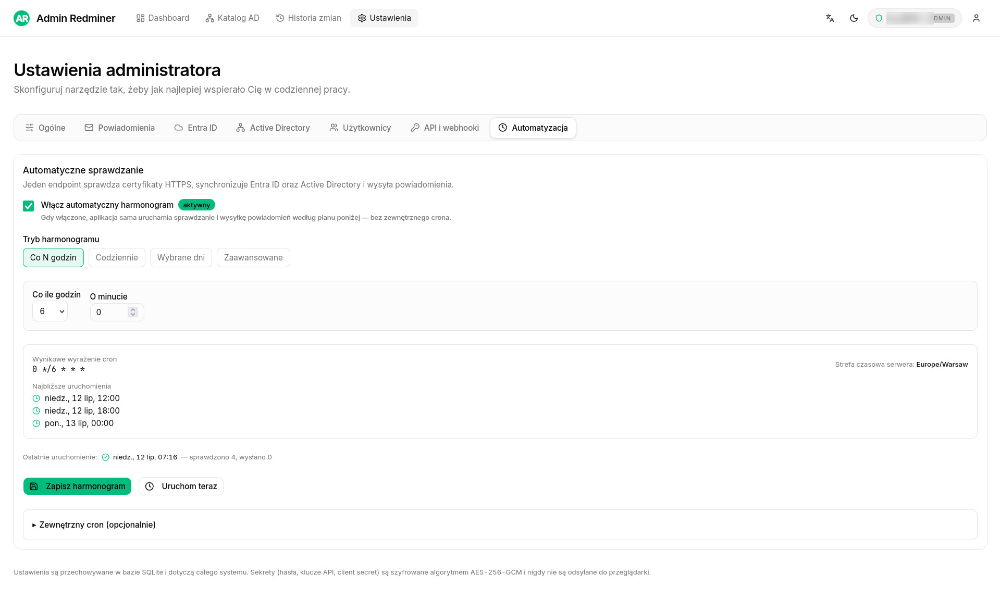 AR Admin Redminer Dashboard Katalog AD Historia zmian Ustawienia
Ustawienia administratora
Skonfiguruj narzędzie tak, żeby jak najlepiej wspierało Cię w codziennej pracy.
Ogólne Powiadomienia Entra ID Active Directory Użytkownicy API i webhooki Automatyzacja
Automatyczne sprawdzanie
Jeden endpoint sprawdza certyfikaty HTTPS, synchronizuje Entra ID oraz Active Directory i wysyła powiadomienia.
Włącz automatyczny harmonogram aktywny
Gdy włączone, aplikacja sama uruchamia sprawdzanie i wysyłkę powiadomień według planu poniżej — bez zewnętrznego crona.
Tryb harmonogramu
Co N godzin Codziennie Wybrane dni Zaawansowane
Co ile godzin O minucie
6 0
Wynikowe wyrażenie cron
0 */6 * * *
Strefa czasowa serwera: Europe/Warsaw
Najbliższe uruchomienia
niedz., 12 lip, 12:00
niedz., 12 lip, 18:00
pon., 13 lip, 00:00
Ostatnie uruchomienie: niedz., 12 lip, 07:16 — sprawdzono 4, wysłano 0
Zapisz harmonogram Uruchom teraz
▸ Zewnętrzny cron (opcjonalnie)
Ustawienia są przechowywane w bazie SQLite i dotyczą całego systemu. Sekrety (hasła, klucze API, client secret) są szyfrowane algorytmem AES-256-GCM i nigdy nie są odsyłane do przeglądarki.